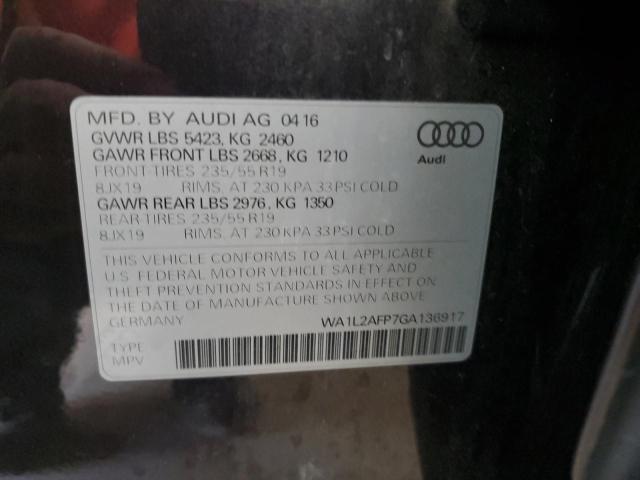 MFD. BY AUDI AG 04 16
GVWR LBS 5423, KG 2460
GAWR FRONT LBS 2668, KG 1210
FRONT-TIRES 235/55 R19
8JX19 RIMS. AT 230 KPA 33 PSI COLD
GAWR REAR LBS 2976, KG 1350
REAR-TIRES 235/55 R19
8JX19 RIMS. AT 230 KPA 33 PSI COLD
Audi
THIS VEHICLE CONFORMS TO ALL APPLICABLE
U.S. FEDERAL MOTOR VEHICLE SAFETY AND
THEFT PREVENTION STANDARDS IN EFFECT ON
THE DATE OF MANUFACTURE SHOWN ABOVE.
GERMANY WA1L2AFP7GA136917
TYPE
MPV